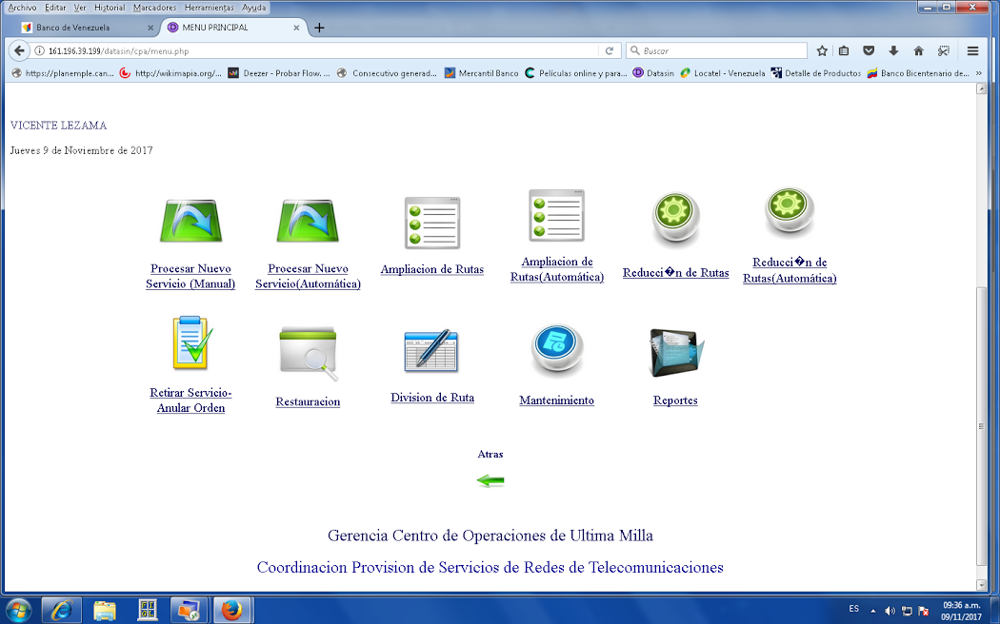 Archivo Editar Ver Historial Marcadores Herramientas Ayuda
Banco de Venezuela
MENU PRINCIPAL
161.196.39.199/datasin/cpa/menu.php
Buscar
https://planemple.can... http://wikimapia.org/... Deezer - Probar Flow. ... Consecutivo generad... Mercantil Banco Películas online y para... Datasin Locatel - Venezuela Detalle de Productos Banco Bicentenario de... »
VICENTE LEZAMA
Jueves 9 de Noviembre de 2017
Procesar Nuevo
Servicio (Manual)
Procesar Nuevo
Servicio(Automática)
Ampliacion de Rutas
Ampliacion de
Rutas(Automática)
Reducci�n de Rutas
Reducci�n de
Rutas(Automática)
Retirar Servicio-
Anular Orden
Restauracion
Division de Ruta
Mantenimiento
Reportes
Atras
Gerencia Centro de Operaciones de Ultima Milla
Coordinacion Provision de Servicios de Redes de Telecomunicaciones
ES
09:36 a.m.
09/11/2017